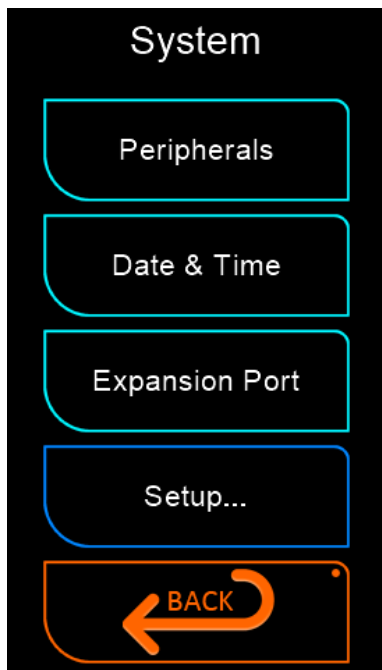 System
Peripherals
Date & Time
Expansion Port
Setup...
BACK